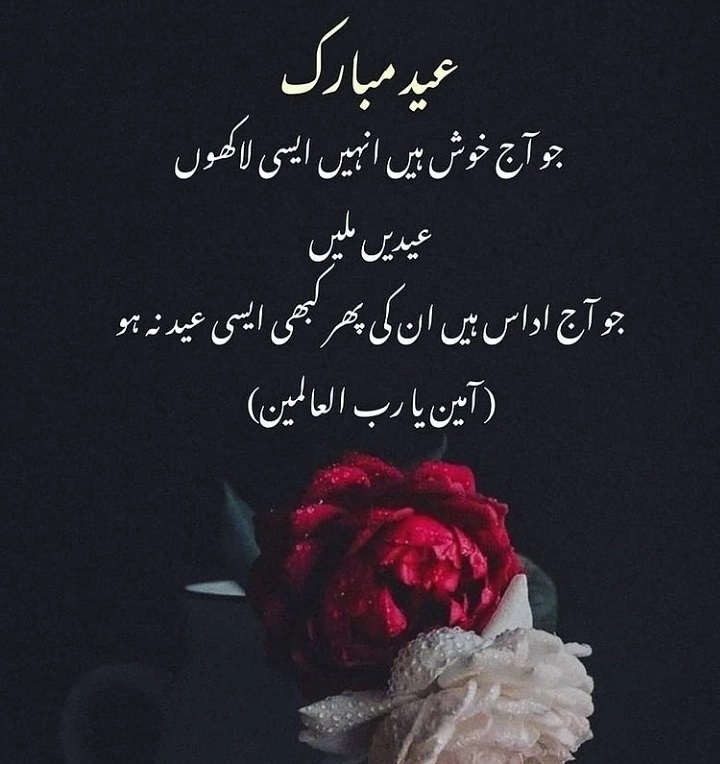 عید مبارک
جو آج خوش ہیں انہیں ایسی لاکھوں
عیدیں ملیں
جو آج اداس ہیں ان کی پھر کبھی ایسی عید نہ ہو
(آمین یا رب العالمین)